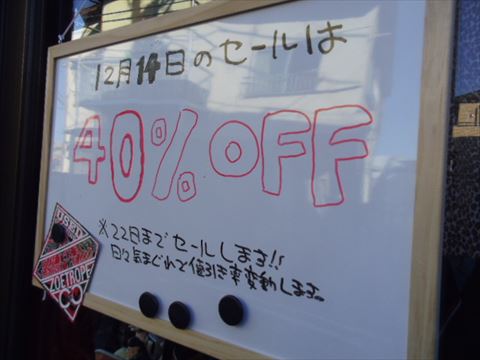 12月14日のセールは
40% OFF
※22日までセールします!!
日々気まぐれで値引き率変動します。
ZOETROPE